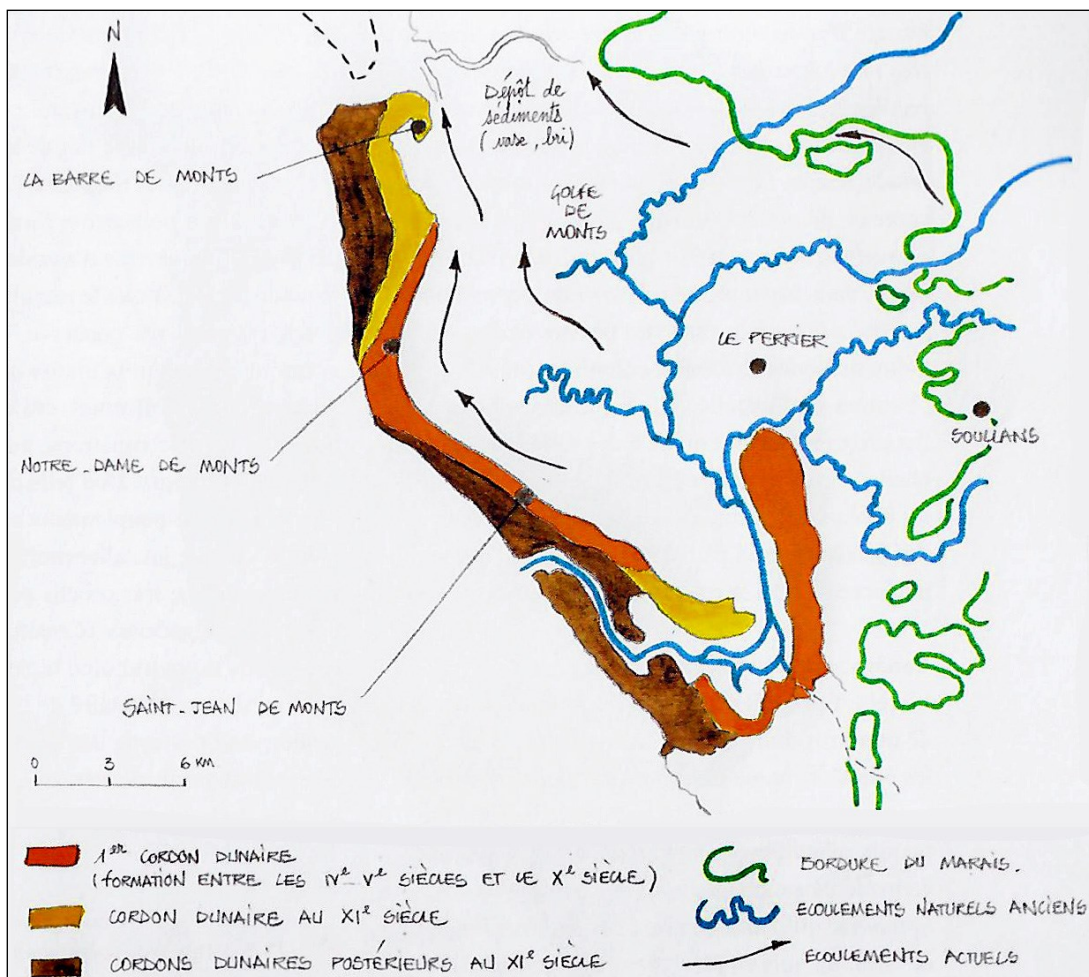 N
Dépôt de
sédiments
(vase, bri)
LA BARRE DE MONTS
GOLFE
DE
MONTS
LE PERRIER
SOULLANS
NOTRE-DAME DE MONTS
SAINT-JEAN DE MONTS
0 3 6 KM
1er CORDON DUNAIRE
(FORMATION ENTRE LES IVe-Ve SIÈCLES ET LE Xe SIÈCLE)
CORDON DUNAIRE AU XIe SIÈCLE
CORDONS DUNAIRES POSTÉRIEURS AU XIe SIÈCLE
BORDURE DU MARAIS.
ECOULEMENTS NATURELS ANCIENS
ECOULEMENTS ACTUELS